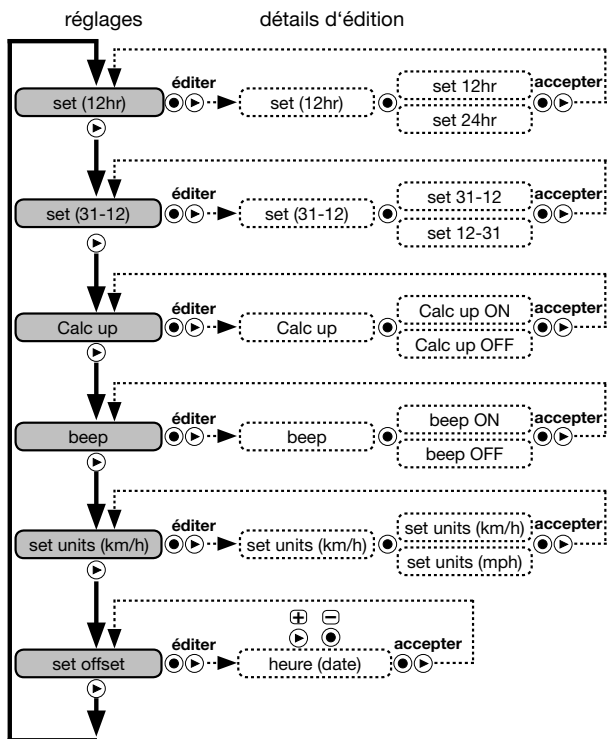 réglages détails d‘édition
set 12hr
éditer accepter
set (12hr) set (12hr)
set 24hr
éditer set 31-12 accepter
set (31-12) set (31-12)
set 12-31
éditer Calc up ON accepter
Calc up Calc up
Calc up OFF
éditer beep ON accepter
beep beep
beep OFF
éditer set units (km/h) accepter
set units (km/h) set units (km/h)
set units (mph)
+ −
éditer accepter
set offset heure (date)